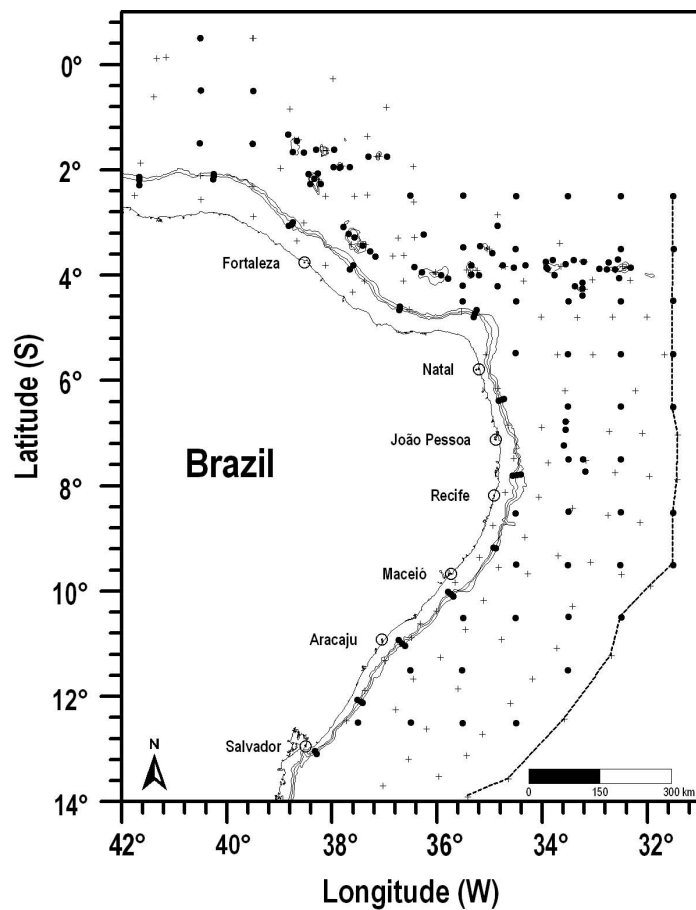 0°
2°
4°
6°
8°
10°
12°
14°
Latitude (S)
Fortaleza
Natal
João Pessoa
Brazil
Recife
Maceió
Aracaju
Salvador
N
0 150 300 km
42° 40° 38° 36° 34° 32°
Longitude (W)